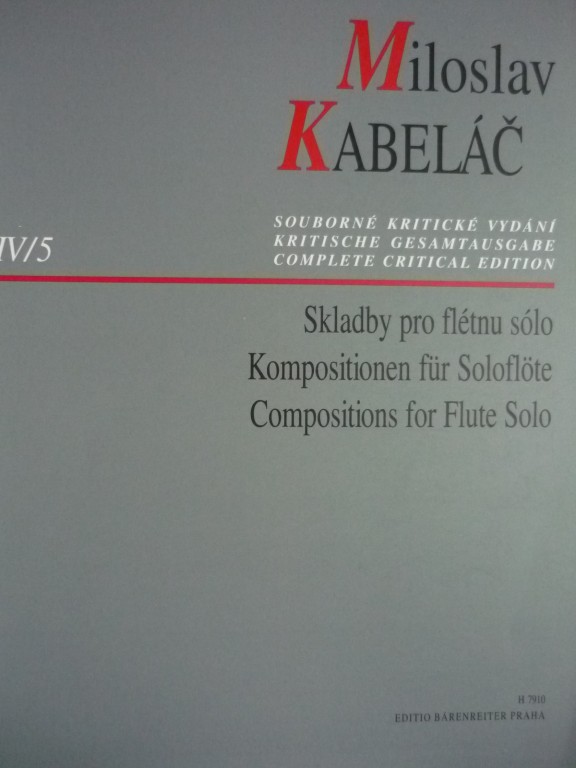 Miloslav
KABELÁČ
SOUBORNÉ KRITICKÉ VYDÁNÍ
KRITISCHE GESAMTAUSGABE
IV/5
COMPLETE CRITICAL EDITION
Skladby pro flétnu sólo
Kompositionen für Soloflöte
Compositions for Flute Solo
H 7910
EDITIO BÄRENREITER PRAHA